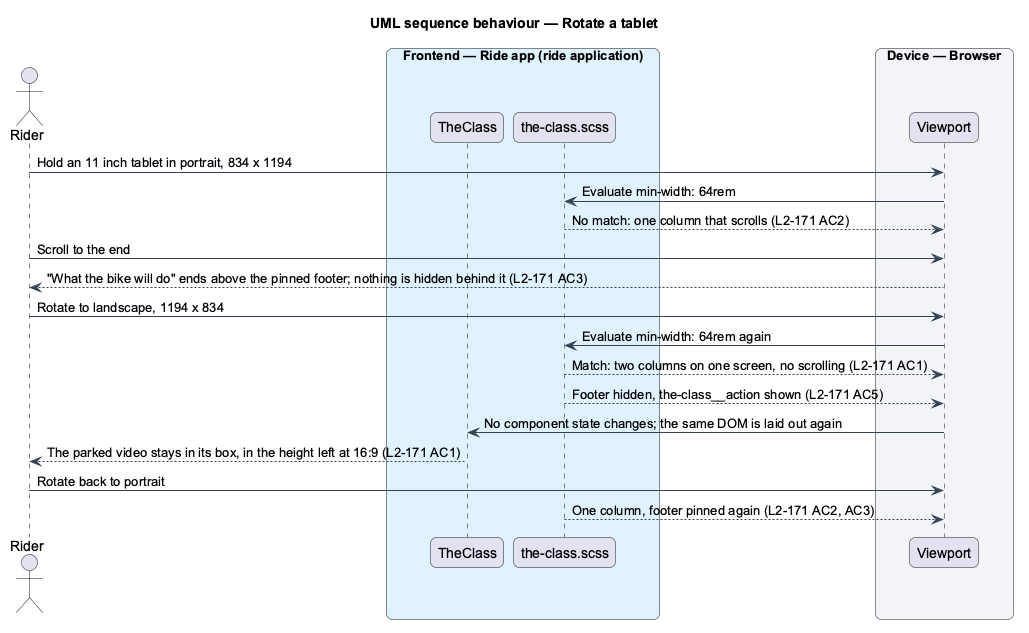 UML sequence behaviour — Rotate a tablet
Frontend — Ride app (ride application)
Device — Browser
Rider
TheClass
the-class.scss
Viewport
Hold an 11 inch tablet in portrait, 834 x 1194
Evaluate min-width: 64rem
No match: one column that scrolls (L2-171 AC2)
Scroll to the end
"What the bike will do" ends above the pinned footer; nothing is hidden behind it (L2-171 AC3)
Rotate to landscape, 1194 x 834
Evaluate min-width: 64rem again
Match: two columns on one screen, no scrolling (L2-171 AC1)
Footer hidden, the-class__action shown (L2-171 AC5)
No component state changes; the same DOM is laid out again
The parked video stays in its box, in the height left at 16:9 (L2-171 AC1)
Rotate back to portrait
One column, footer pinned again (L2-171 AC2, AC3)
Rider
TheClass
the-class.scss
Viewport